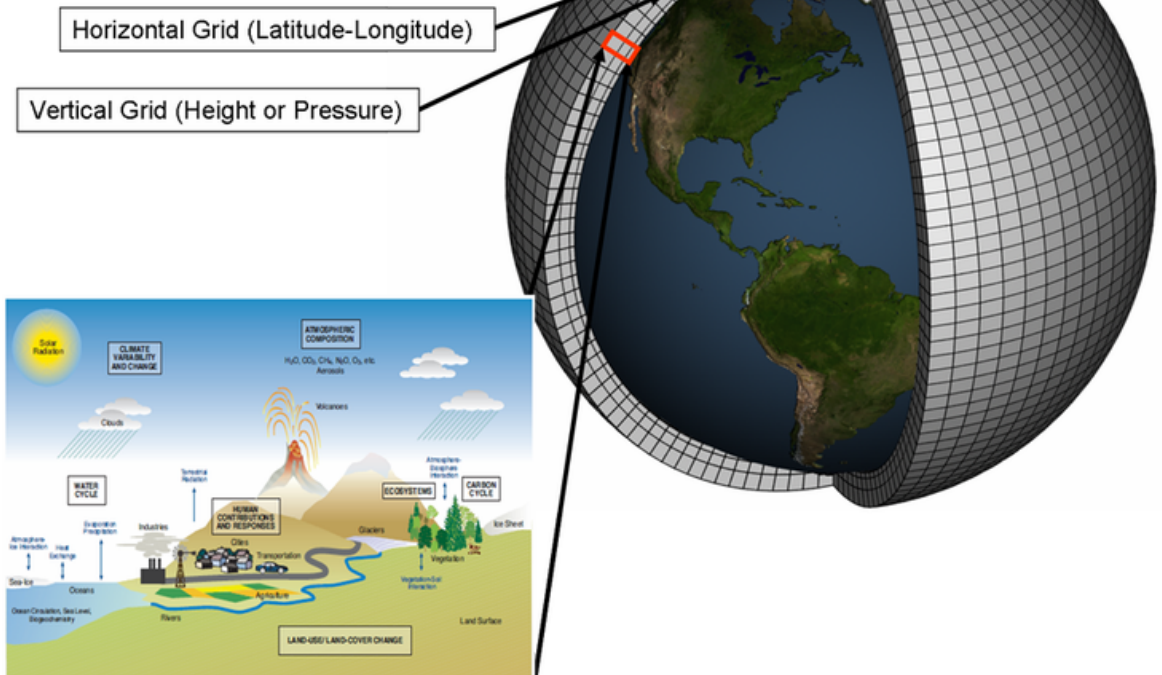 Horizontal Grid (Latitude-Longitude)
Vertical Grid (Height or Pressure)
Solar
Radiation
CLIMATE
VARIABILITY
AND CHANGE
ATMOSPHERIC
COMPOSITION
H₂O, CO₂, CH₄, N₂O, O₃, etc.
Aerosols
Volcanoes
Clouds
WATER
CYCLE
Terrestrial
Radiation
Atmosphere-
Biosphere
Interaction
ECOSYSTEMS
CARBON
CYCLE
HUMAN
CONTRIBUTIONS
AND RESPONSES
Evaporation
Precipitation
Industries
Glaciers
Ice Sheet
Atmosphere-
Ice Interaction
Heat
Exchange
Cities
Transportation
Vegetation
Sea-Ice
Oceans
Vegetation-Soil
Interaction
Agriculture
Ocean Circulation, Sea Level,
Biogeochemistry
Rivers
Land Surface
LAND-USE/ LAND-COVER CHANGE